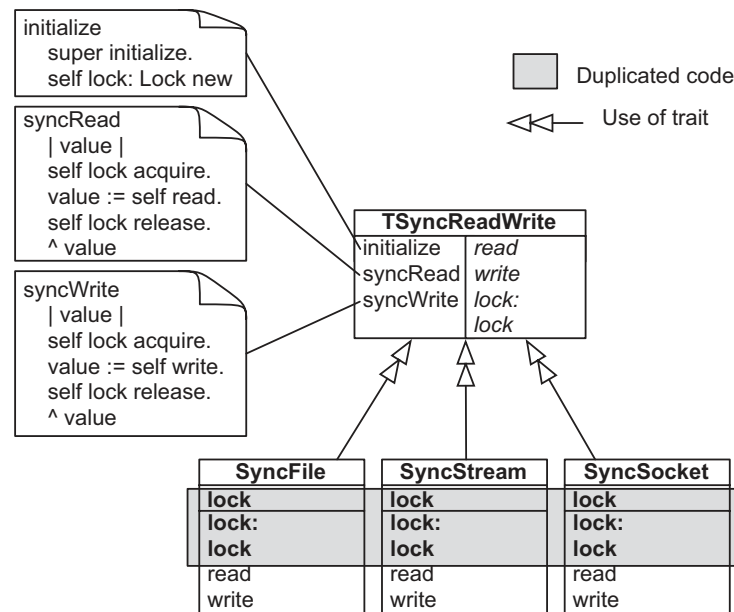 initialize
super initialize.
self lock: Lock new
syncRead
| value |
self lock acquire.
value := self read.
self lock release.
^ value
syncWrite
| value |
self lock acquire.
value := self write.
self lock release.
^ value
Duplicated code
Use of trait
TSyncReadWrite
initialize read
syncRead write
syncWrite lock:
lock
SyncFile
lock
lock:
lock
read
write
SyncStream
lock
lock:
lock
read
write
SyncSocket
lock
lock:
lock
read
write